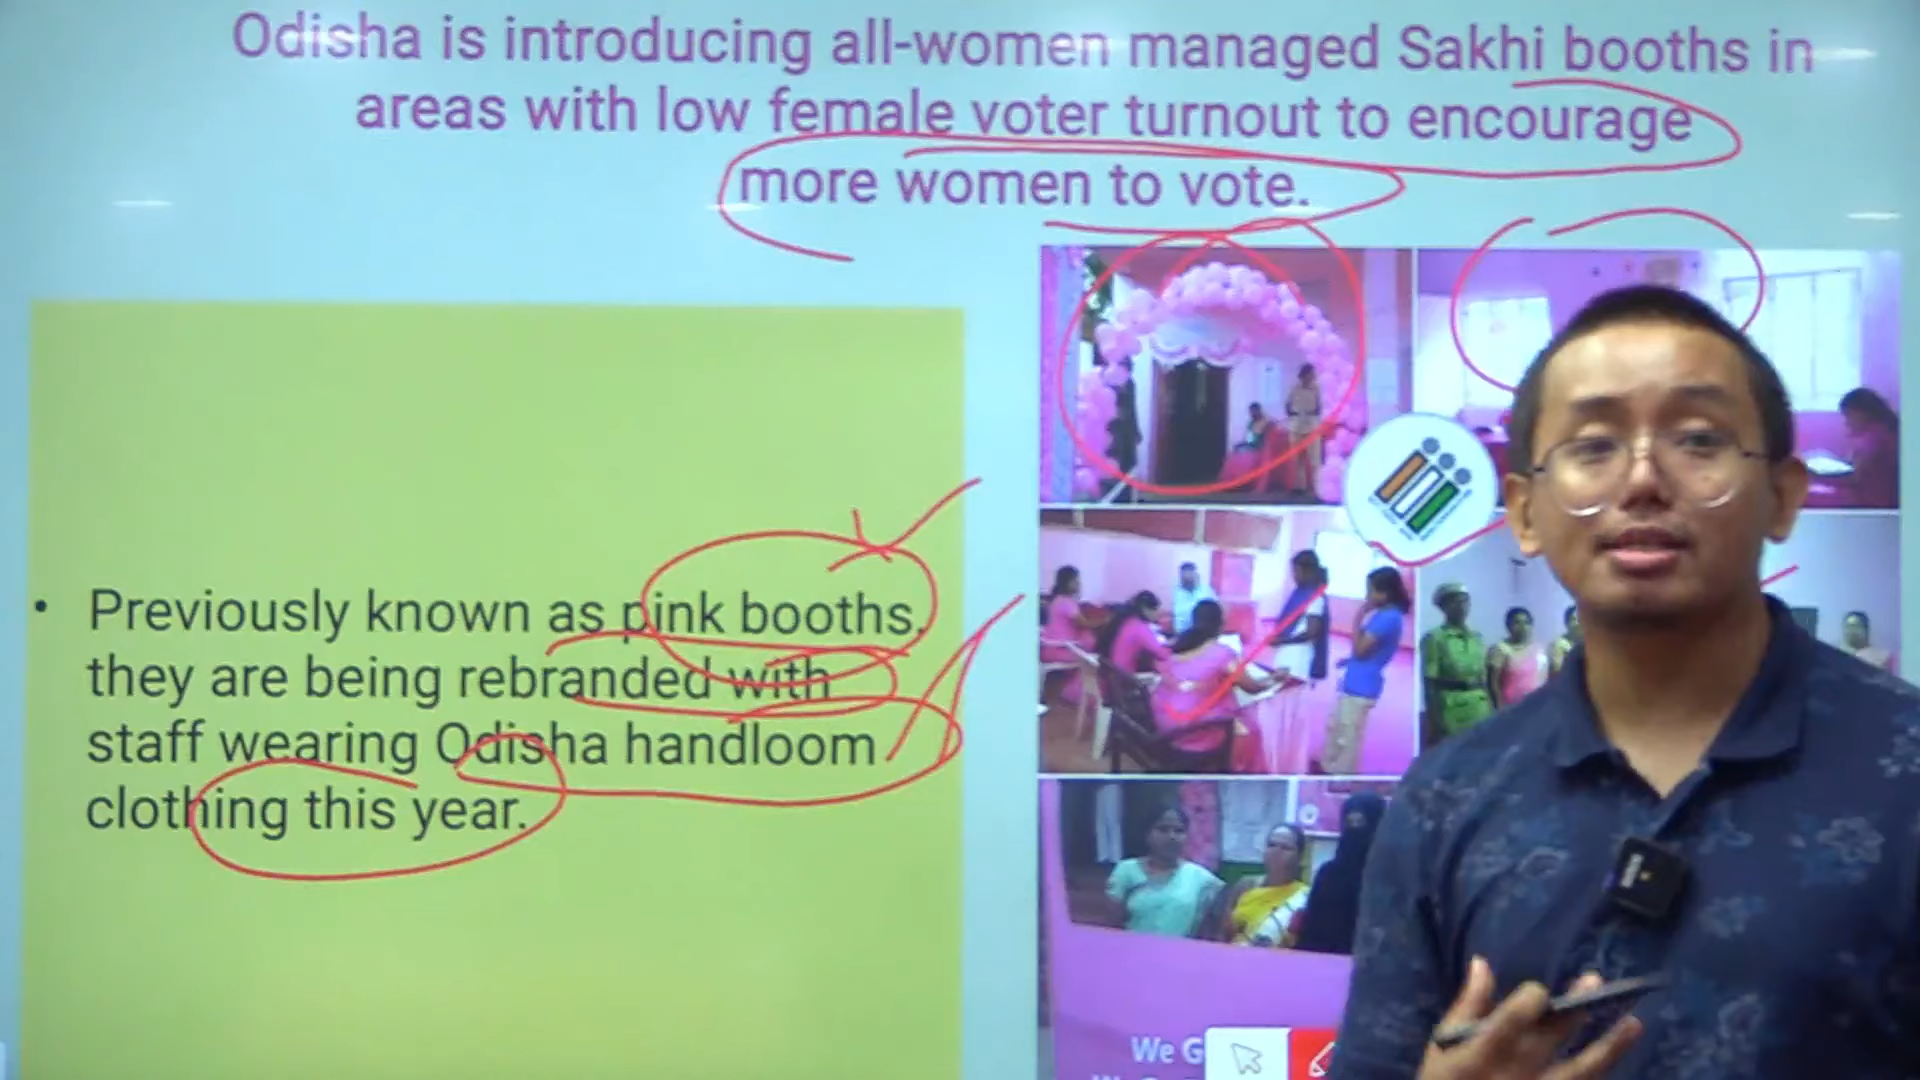 Odisha is introducing all-women managed Sakhi booths in
areas with low female voter turnout to encourage
more women to vote.
• Previously known as pink booths,
they are being rebranded with
staff wearing Odisha handloom
clothing this year.
We